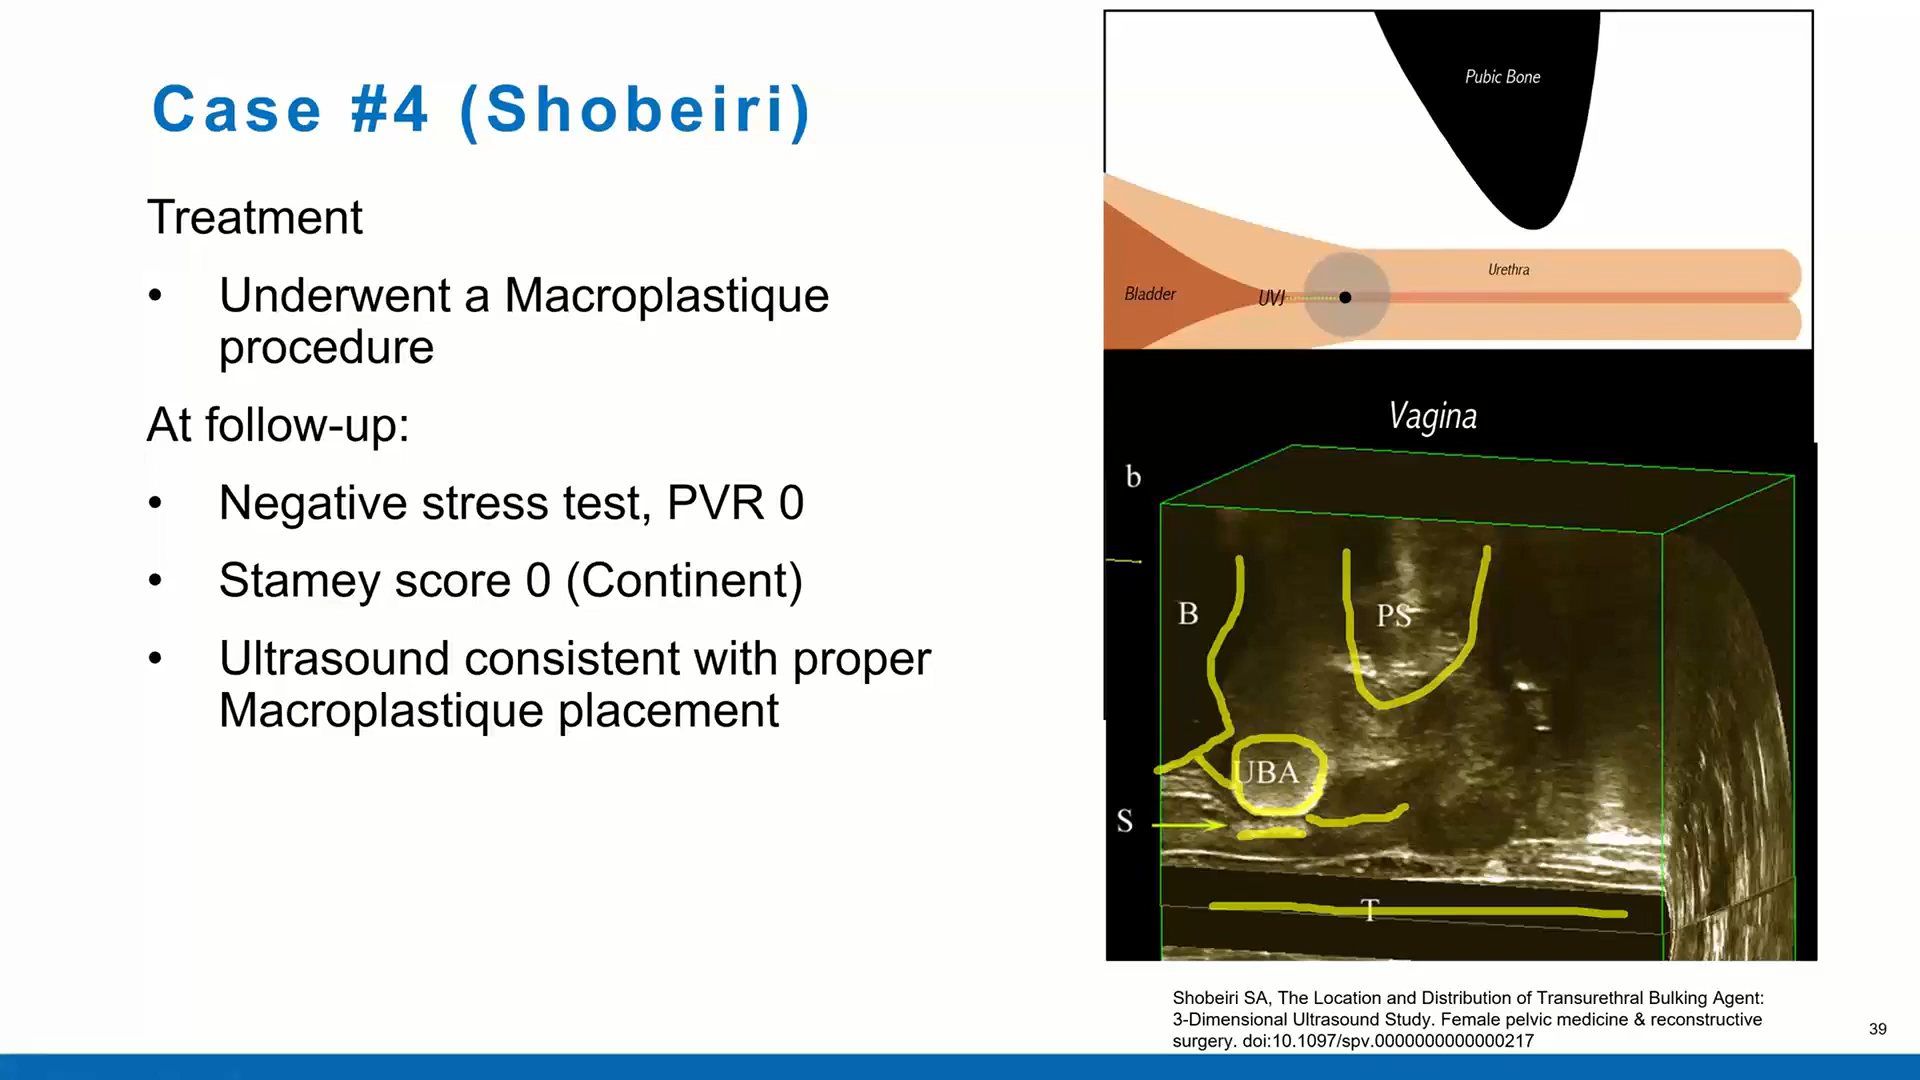 Case #4 (Shobeiri)
Treatment
• Underwent a Macroplastique
procedure
At follow-up:
• Negative stress test, PVR 0
• Stamey score 0 (Continent)
• Ultrasound consistent with proper
Macroplastique placement
Pubic Bone
Urethra
Bladder
UVJ
Vagina
b
B
PS
UBA
S
T
Shobeiri SA, The Location and Distribution of Transurethral Bulking Agent:
3-Dimensional Ultrasound Study. Female pelvic medicine & reconstructive
surgery. doi:10.1097/spv.0000000000000217
39